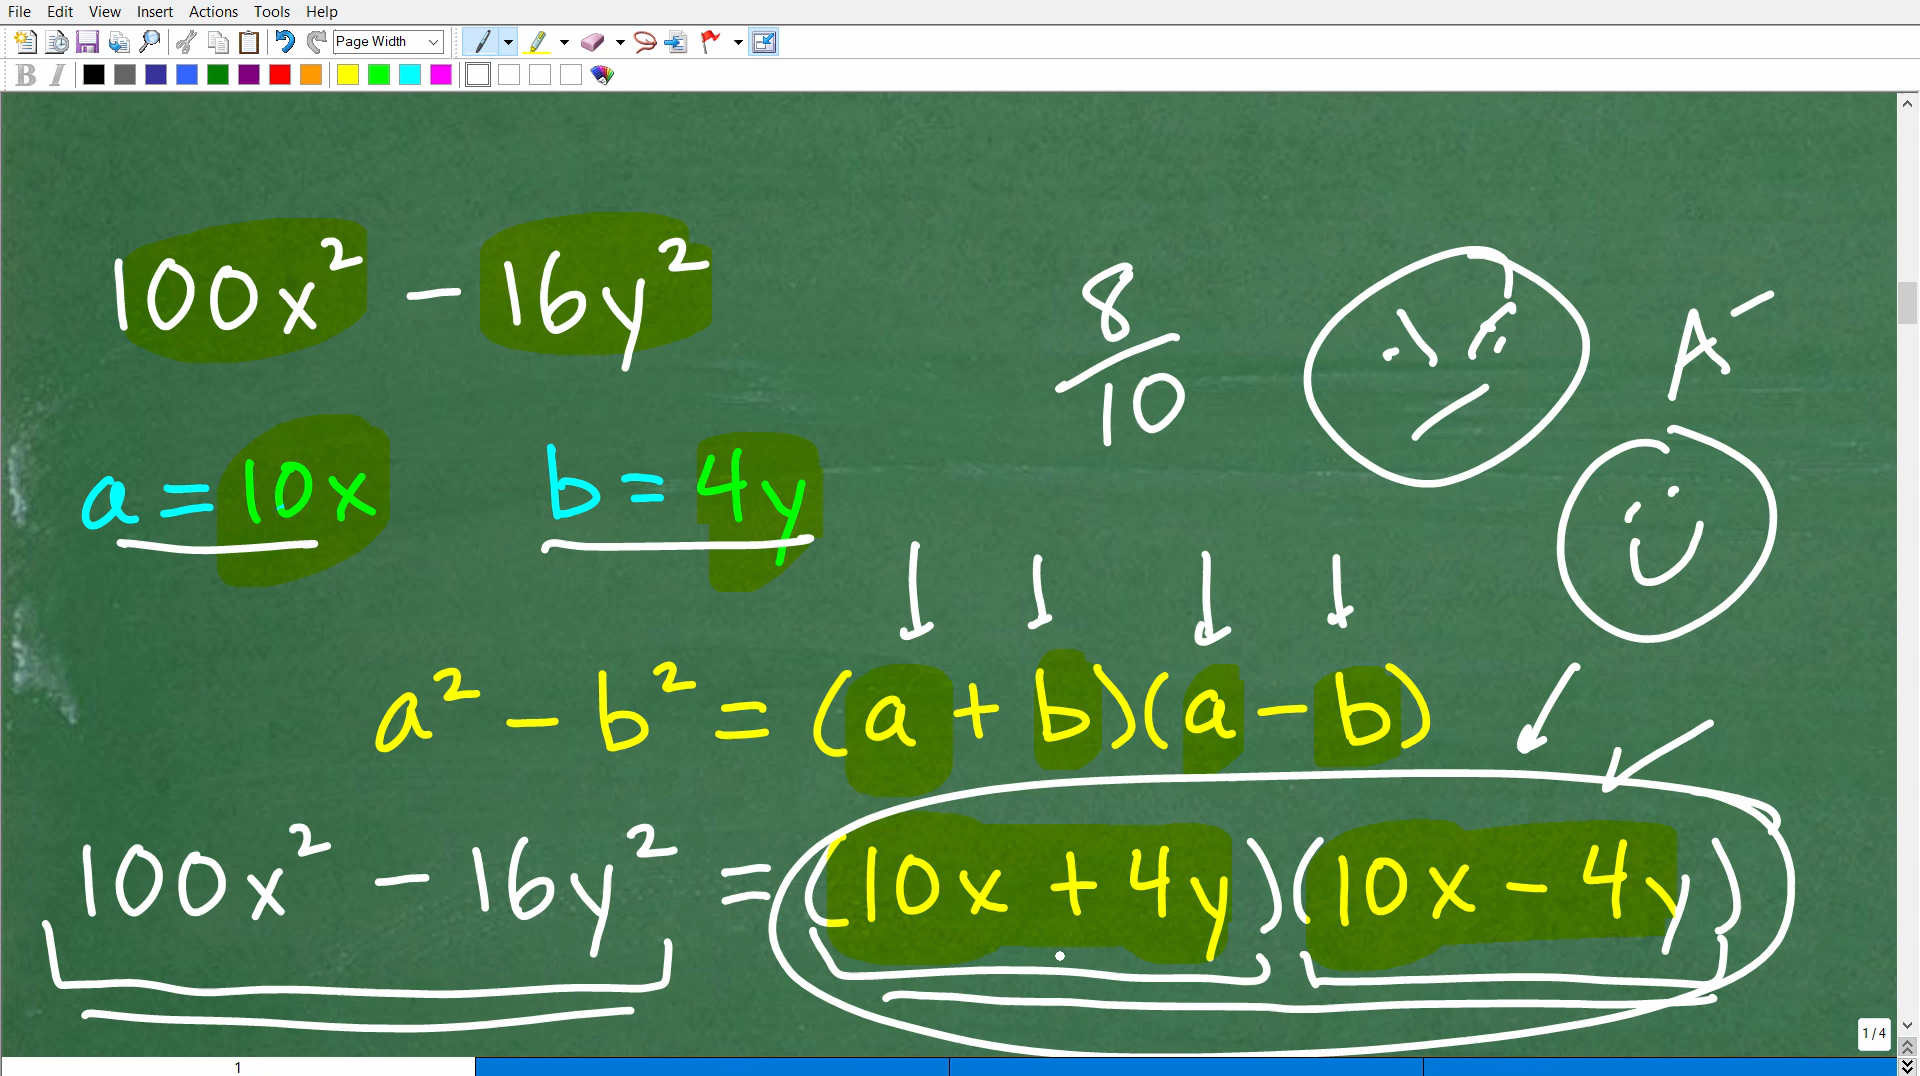 File Edit View Insert Actions Tools Help
Page Width
B I
100x² - 16y²
8/10
A-
a = 10x b = 4y
a² - b² = (a + b)(a - b)
100x² - 16y² = (10x + 4y)(10x - 4y)
1 / 4
1